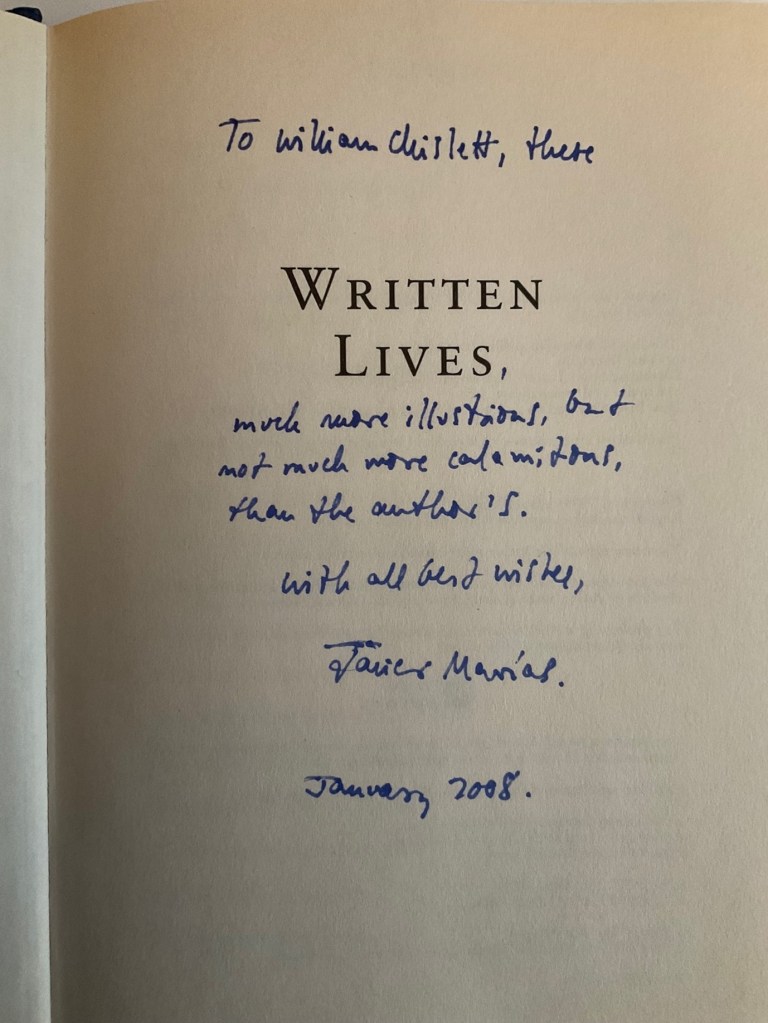 To William Chislett, these
WRITTEN
LIVES,
much more illustrious, but
not much more calamitous,
than the author's.
With all best wishes,
Javier Marías.
January 2008.